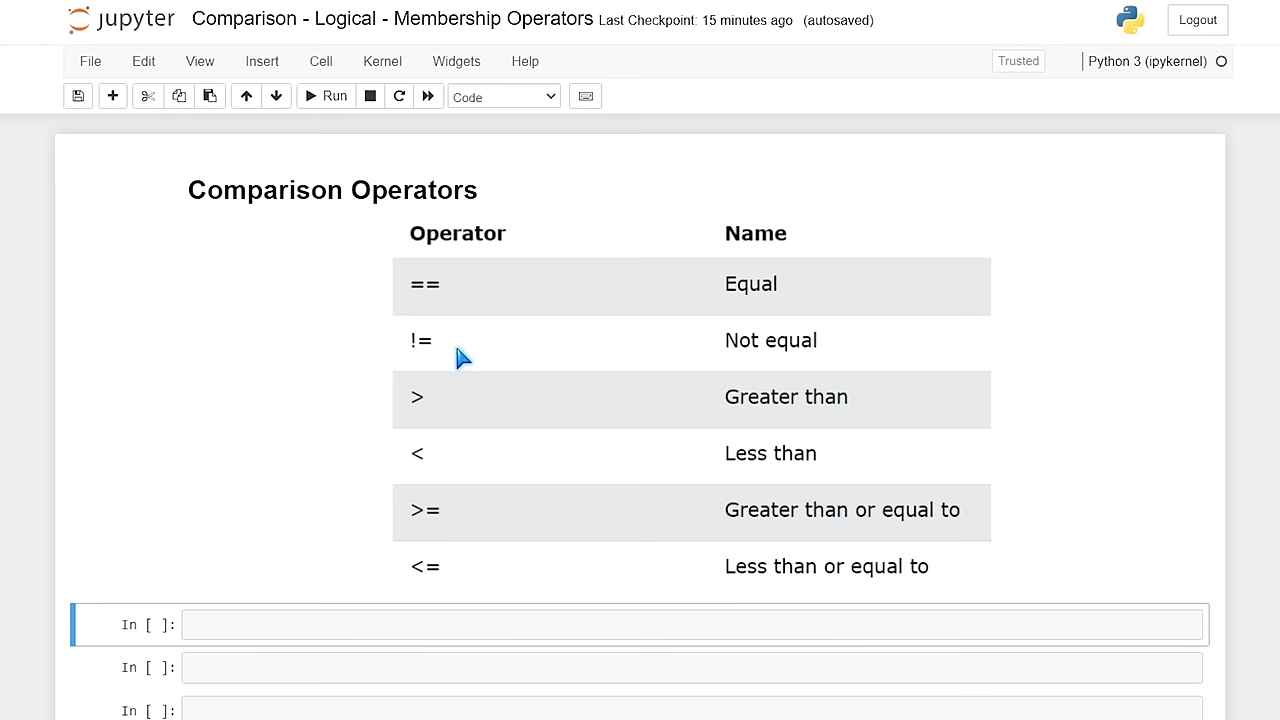 jupyter Comparison - Logical - Membership Operators Last Checkpoint: 15 minutes ago (autosaved) Logout
File Edit View Insert Cell Kernel Widgets Help Trusted Python 3 (ipykernel)
Run Code
Comparison Operators
Operator Name
== Equal
!= Not equal
> Greater than
< Less than
>= Greater than or equal to
<= Less than or equal to
In [ ]:
In [ ]:
In [ ]: